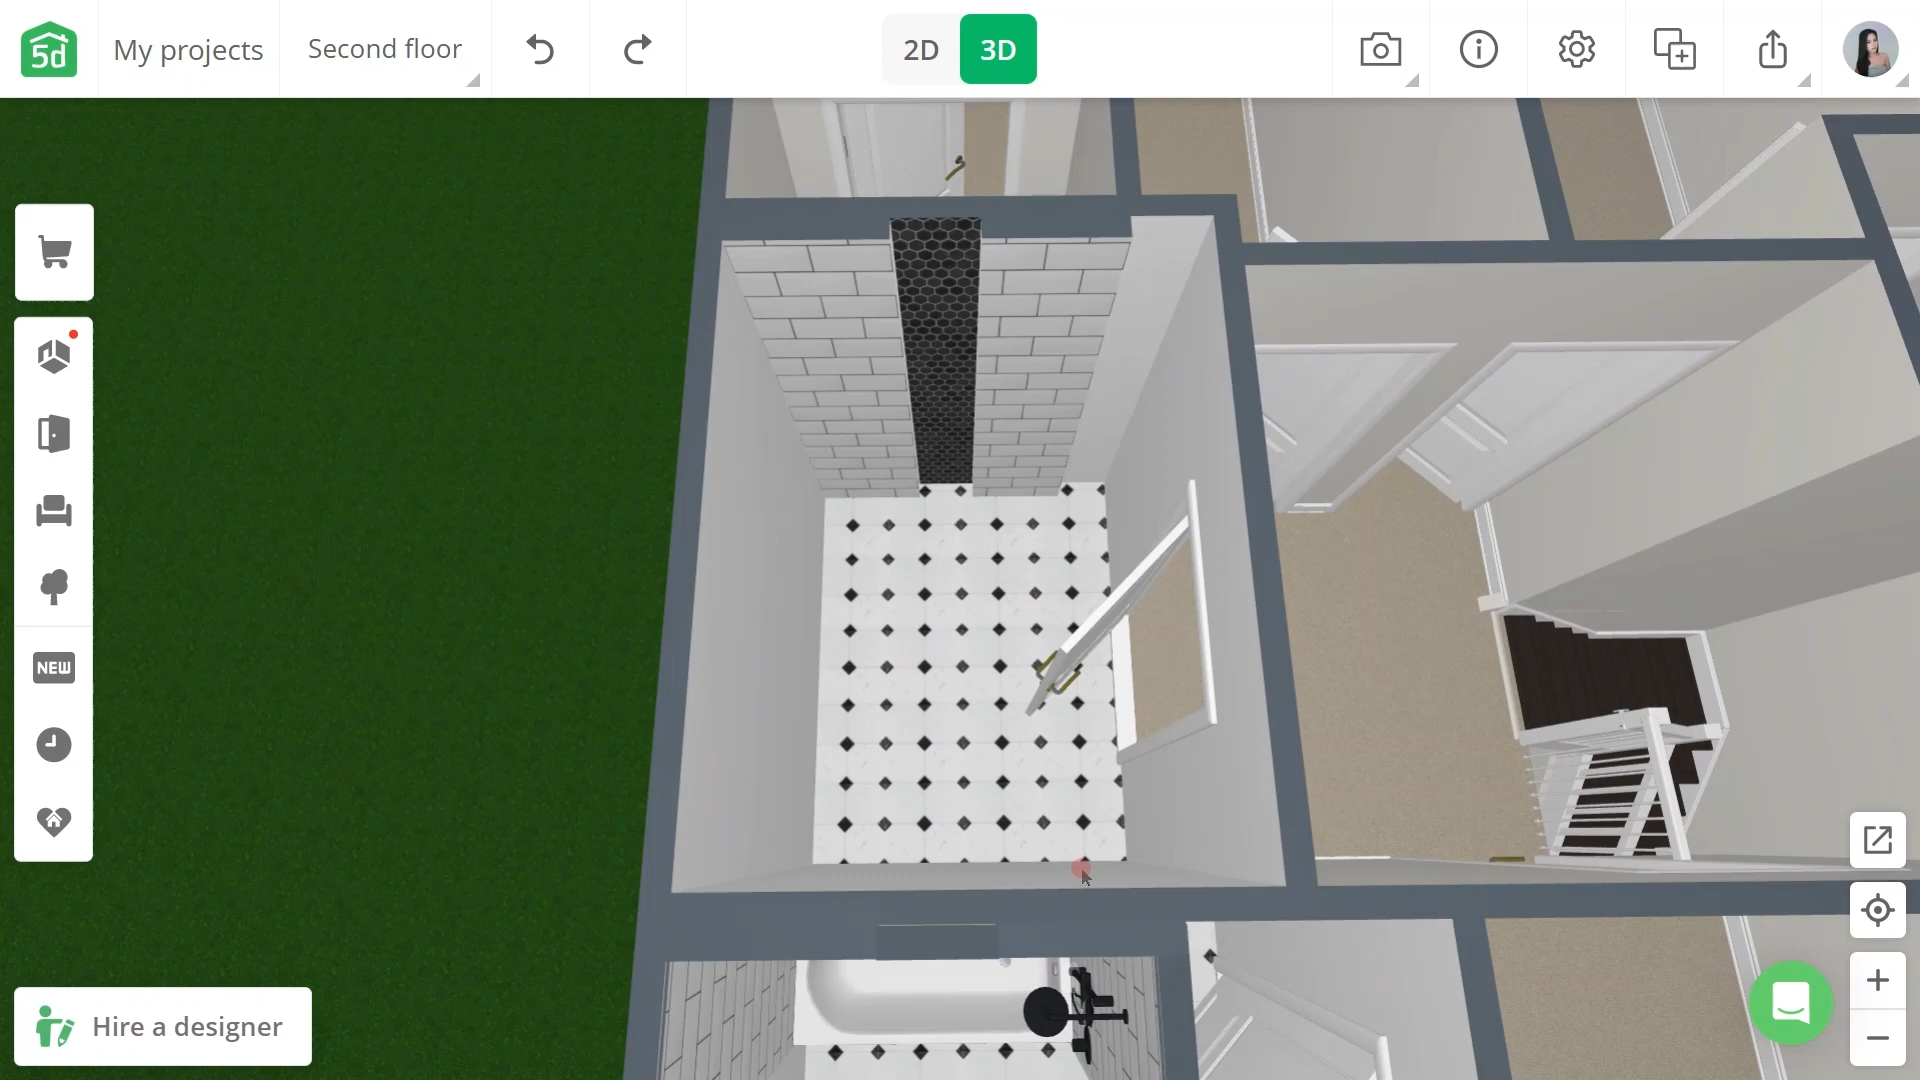 5d
My projects
Second floor
2D
3D
NEW
Hire a designer